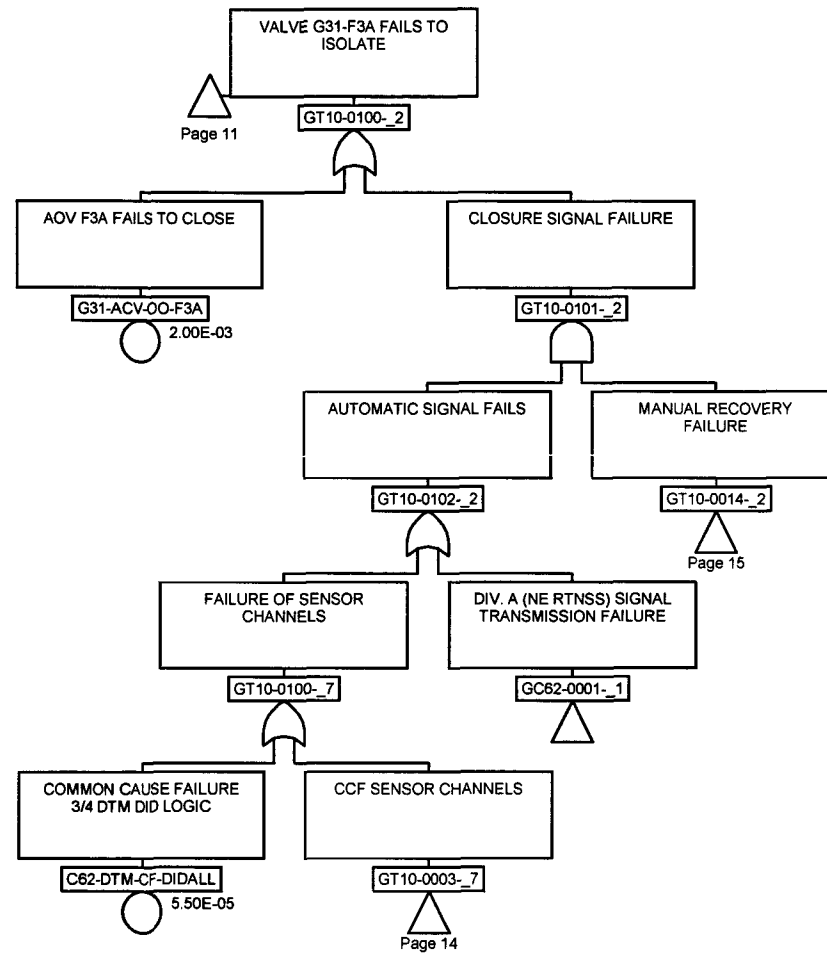 VALVE G31-F3A FAILS TO
ISOLATE
Page 11
GT10-0100-_2
AOV F3A FAILS TO CLOSE
CLOSURE SIGNAL FAILURE
G31-ACV-OO-F3A
2.00E-03
GT10-0101-_2
AUTOMATIC SIGNAL FAILS
MANUAL RECOVERY
FAILURE
GT10-0102-_2
GT10-0014-_2
Page 15
FAILURE OF SENSOR
CHANNELS
DIV. A (NE RTNSS) SIGNAL
TRANSMISSION FAILURE
GT10-0100-_7
GC62-0001-_1
COMMON CAUSE FAILURE
3/4 DTM DID LOGIC
CCF SENSOR CHANNELS
C62-DTM-CF-DIDALL
5.50E-05
GT10-0003-_7
Page 14